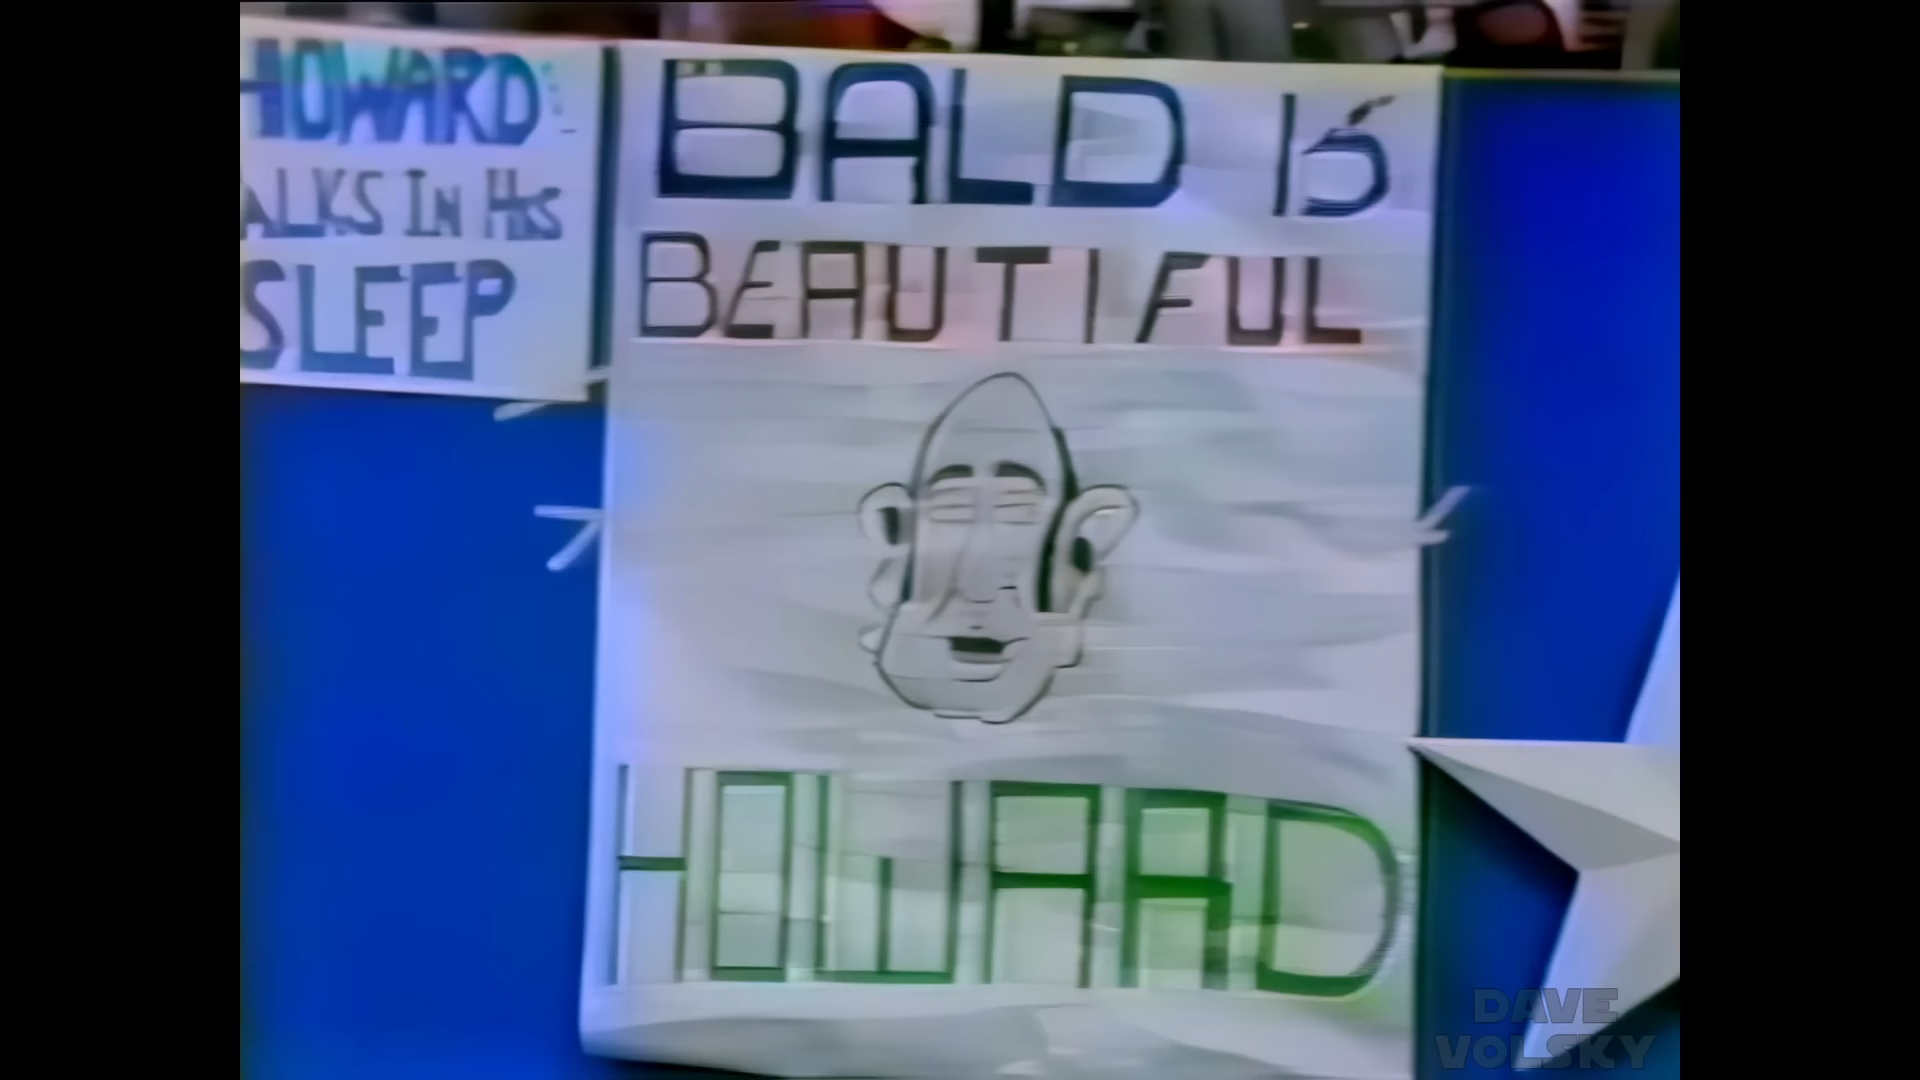 HOWARD
ALKS IN HIS
SLEEP
BALD IS
BEAUTIFUL
HOWARD
DAVE
VOLSKY